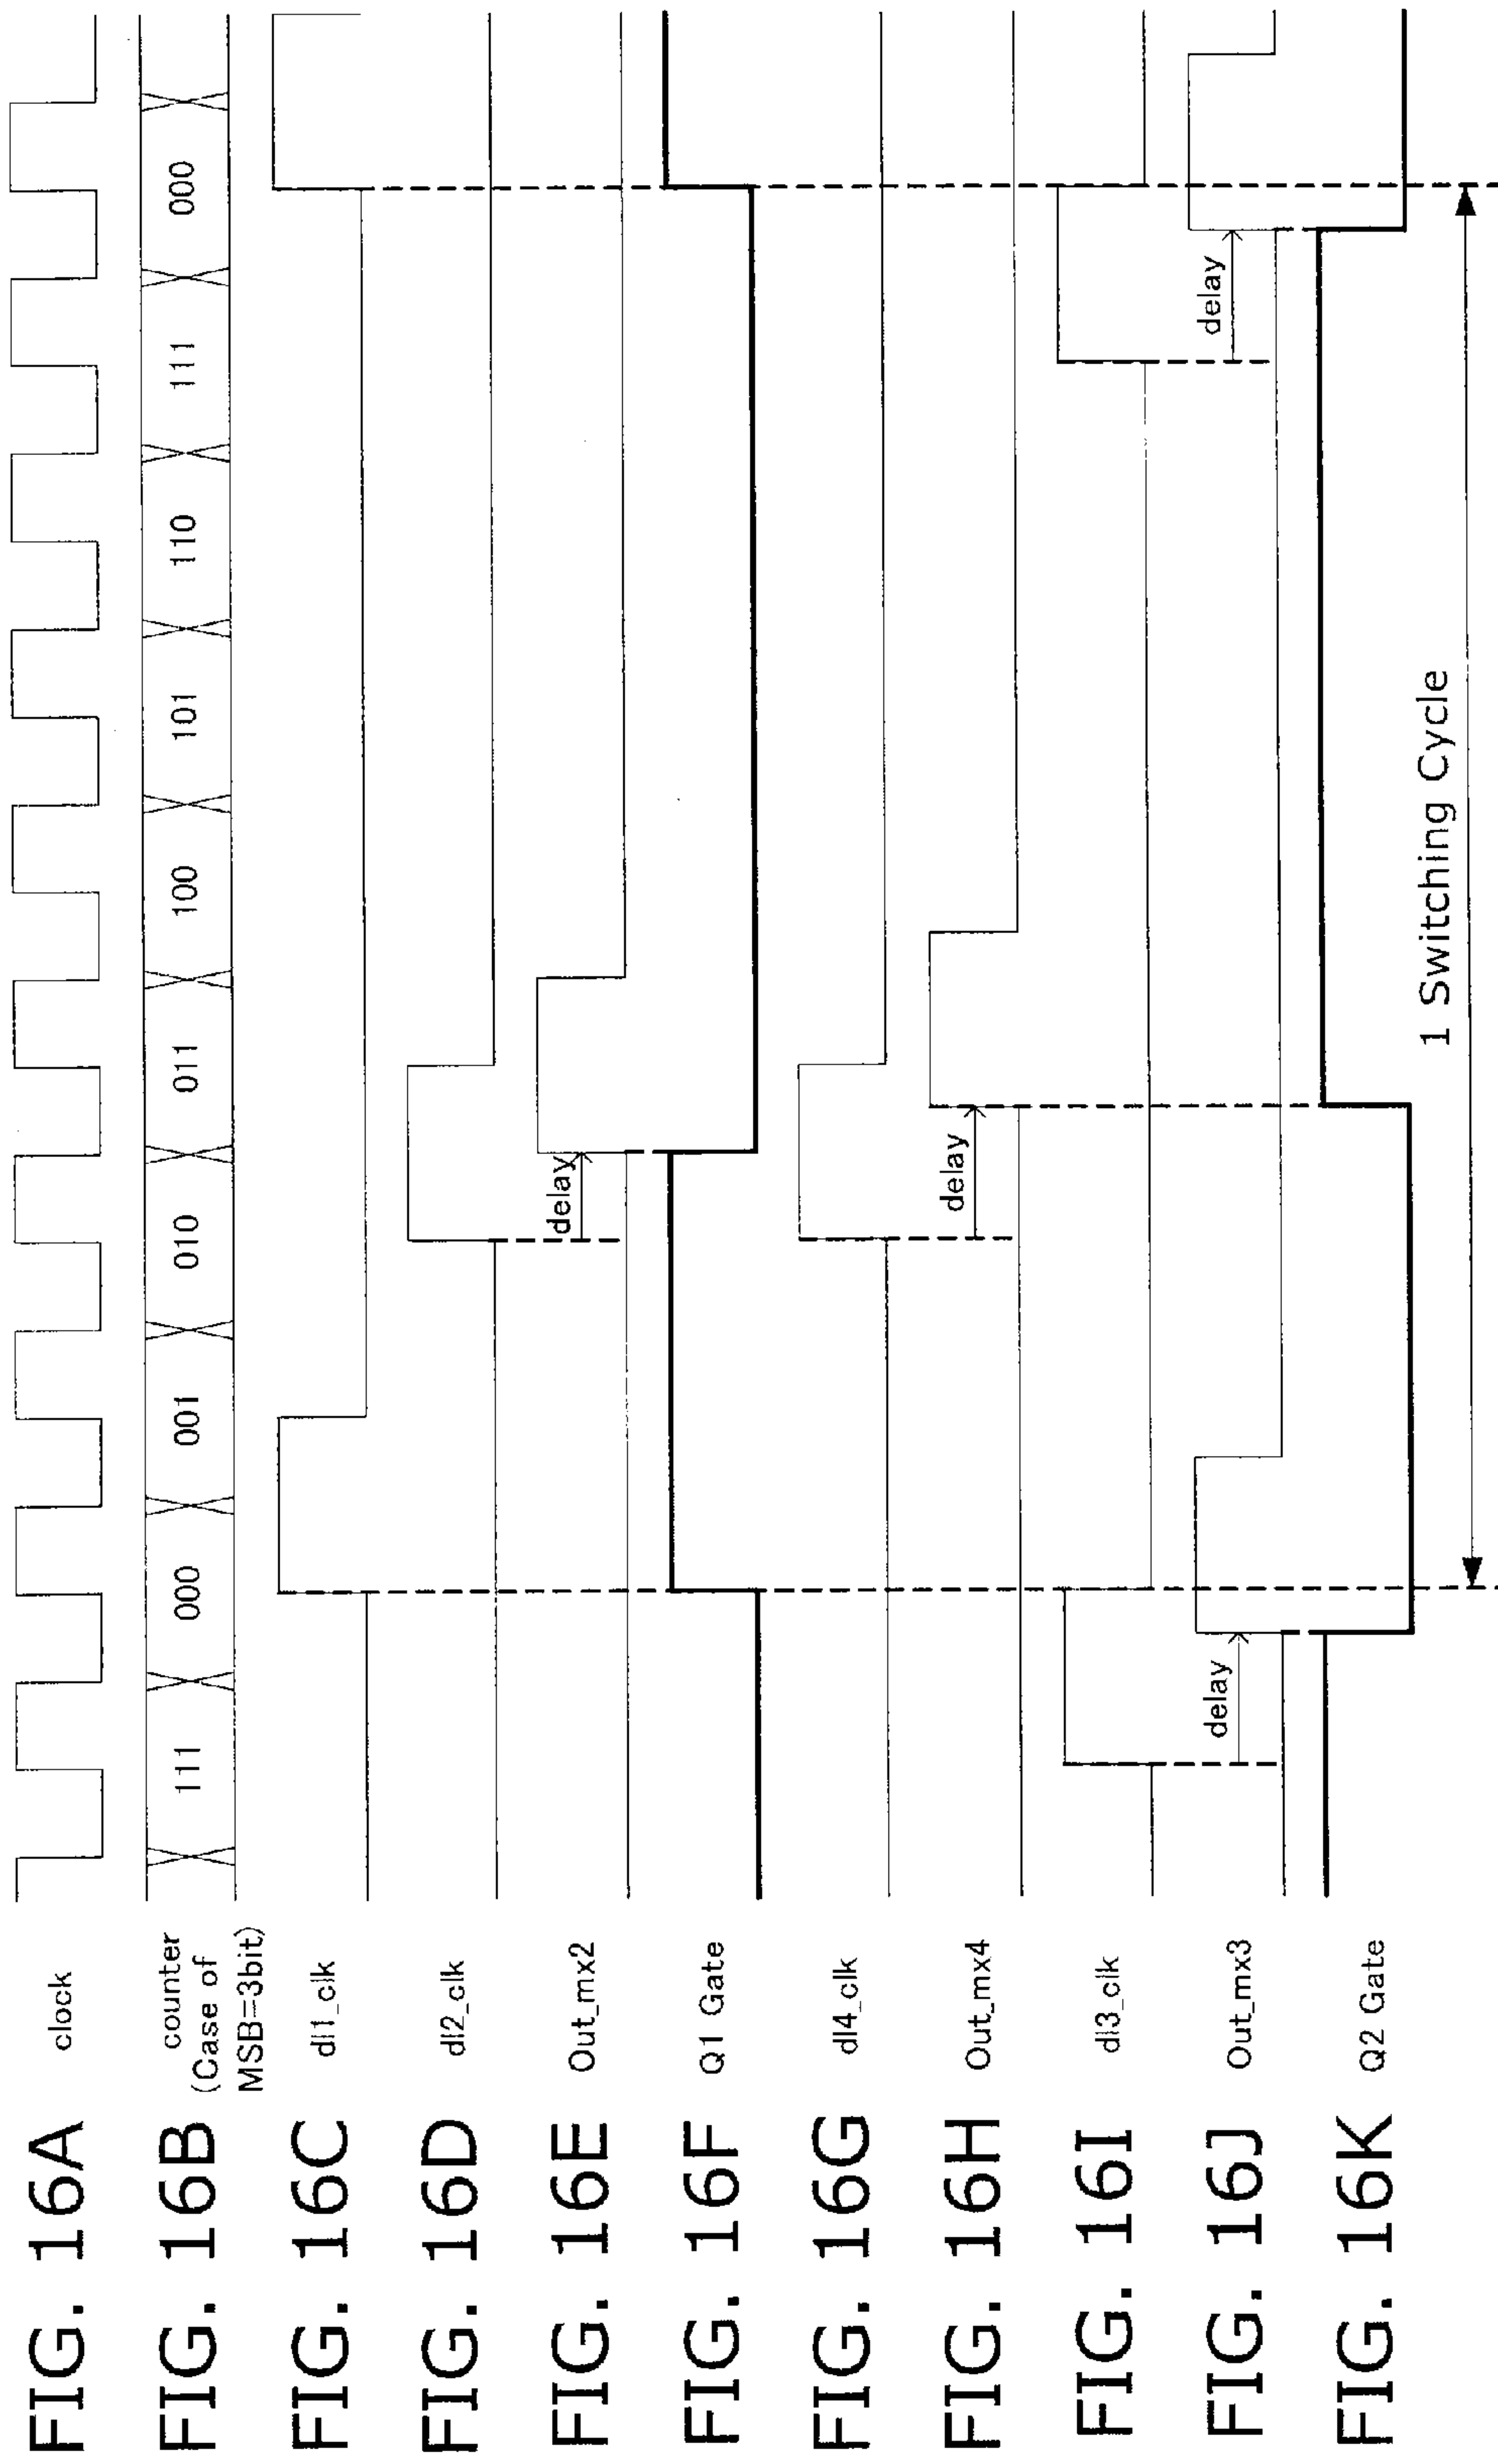 FIG. 16A clock
FIG. 16B counter
(Case of
MSB=3bit)
111 000 001 010 011 100 101 110 111 000
FIG. 16C dl1_clk
FIG. 16D dl2_clk
FIG. 16E Out_mx2
delay
FIG. 16F Q1 Gate
FIG. 16G dl4_clk
FIG. 16H Out_mx4
delay
FIG. 16I dl3_clk
FIG. 16J Out_mx3
delay delay
FIG. 16K Q2 Gate
1 Switching Cycle